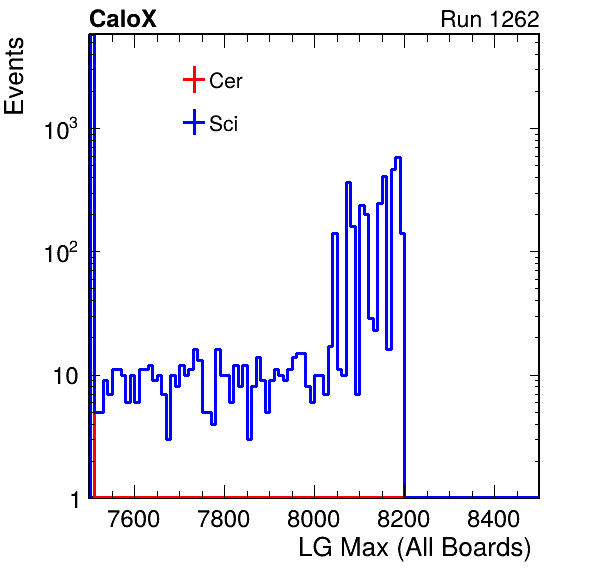 CaloX Run 1262
Events
Cer
Sci
10³
10²
10
1
7600 7800 8000 8200 8400
LG Max (All Boards)